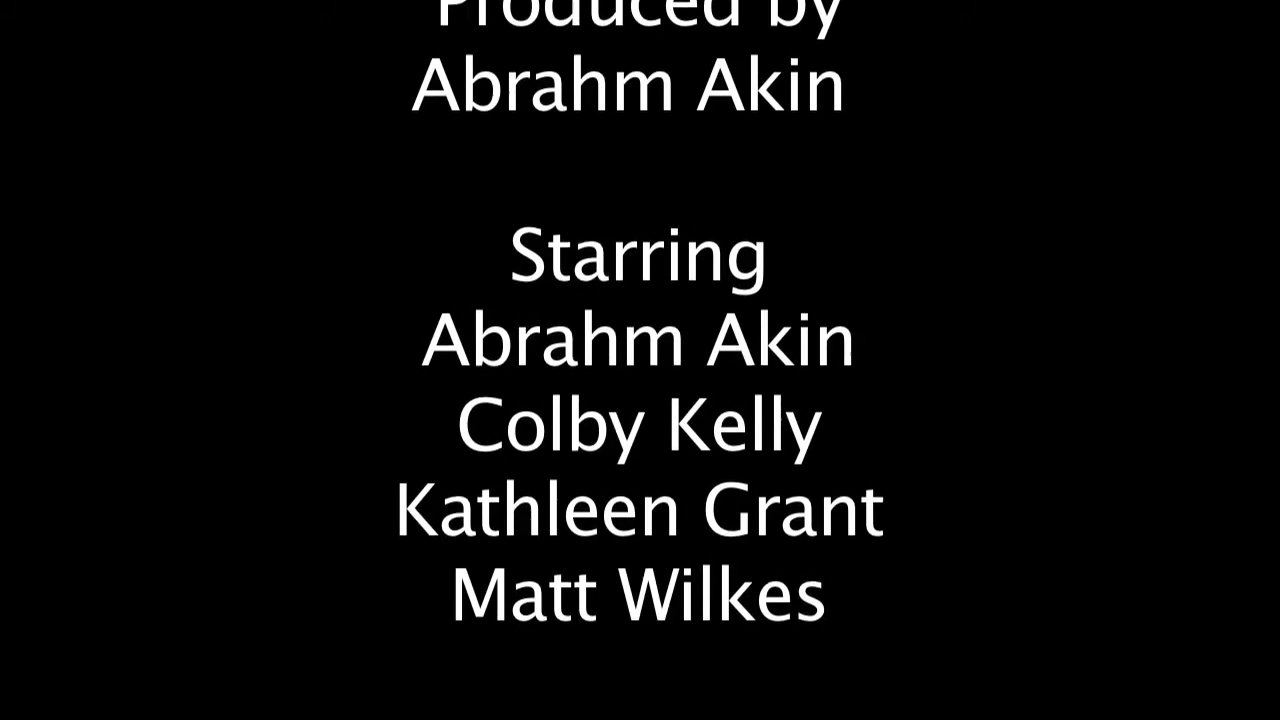 Produced by
Abrahm Akin
Starring
Abrahm Akin
Colby Kelly
Kathleen Grant
Matt Wilkes